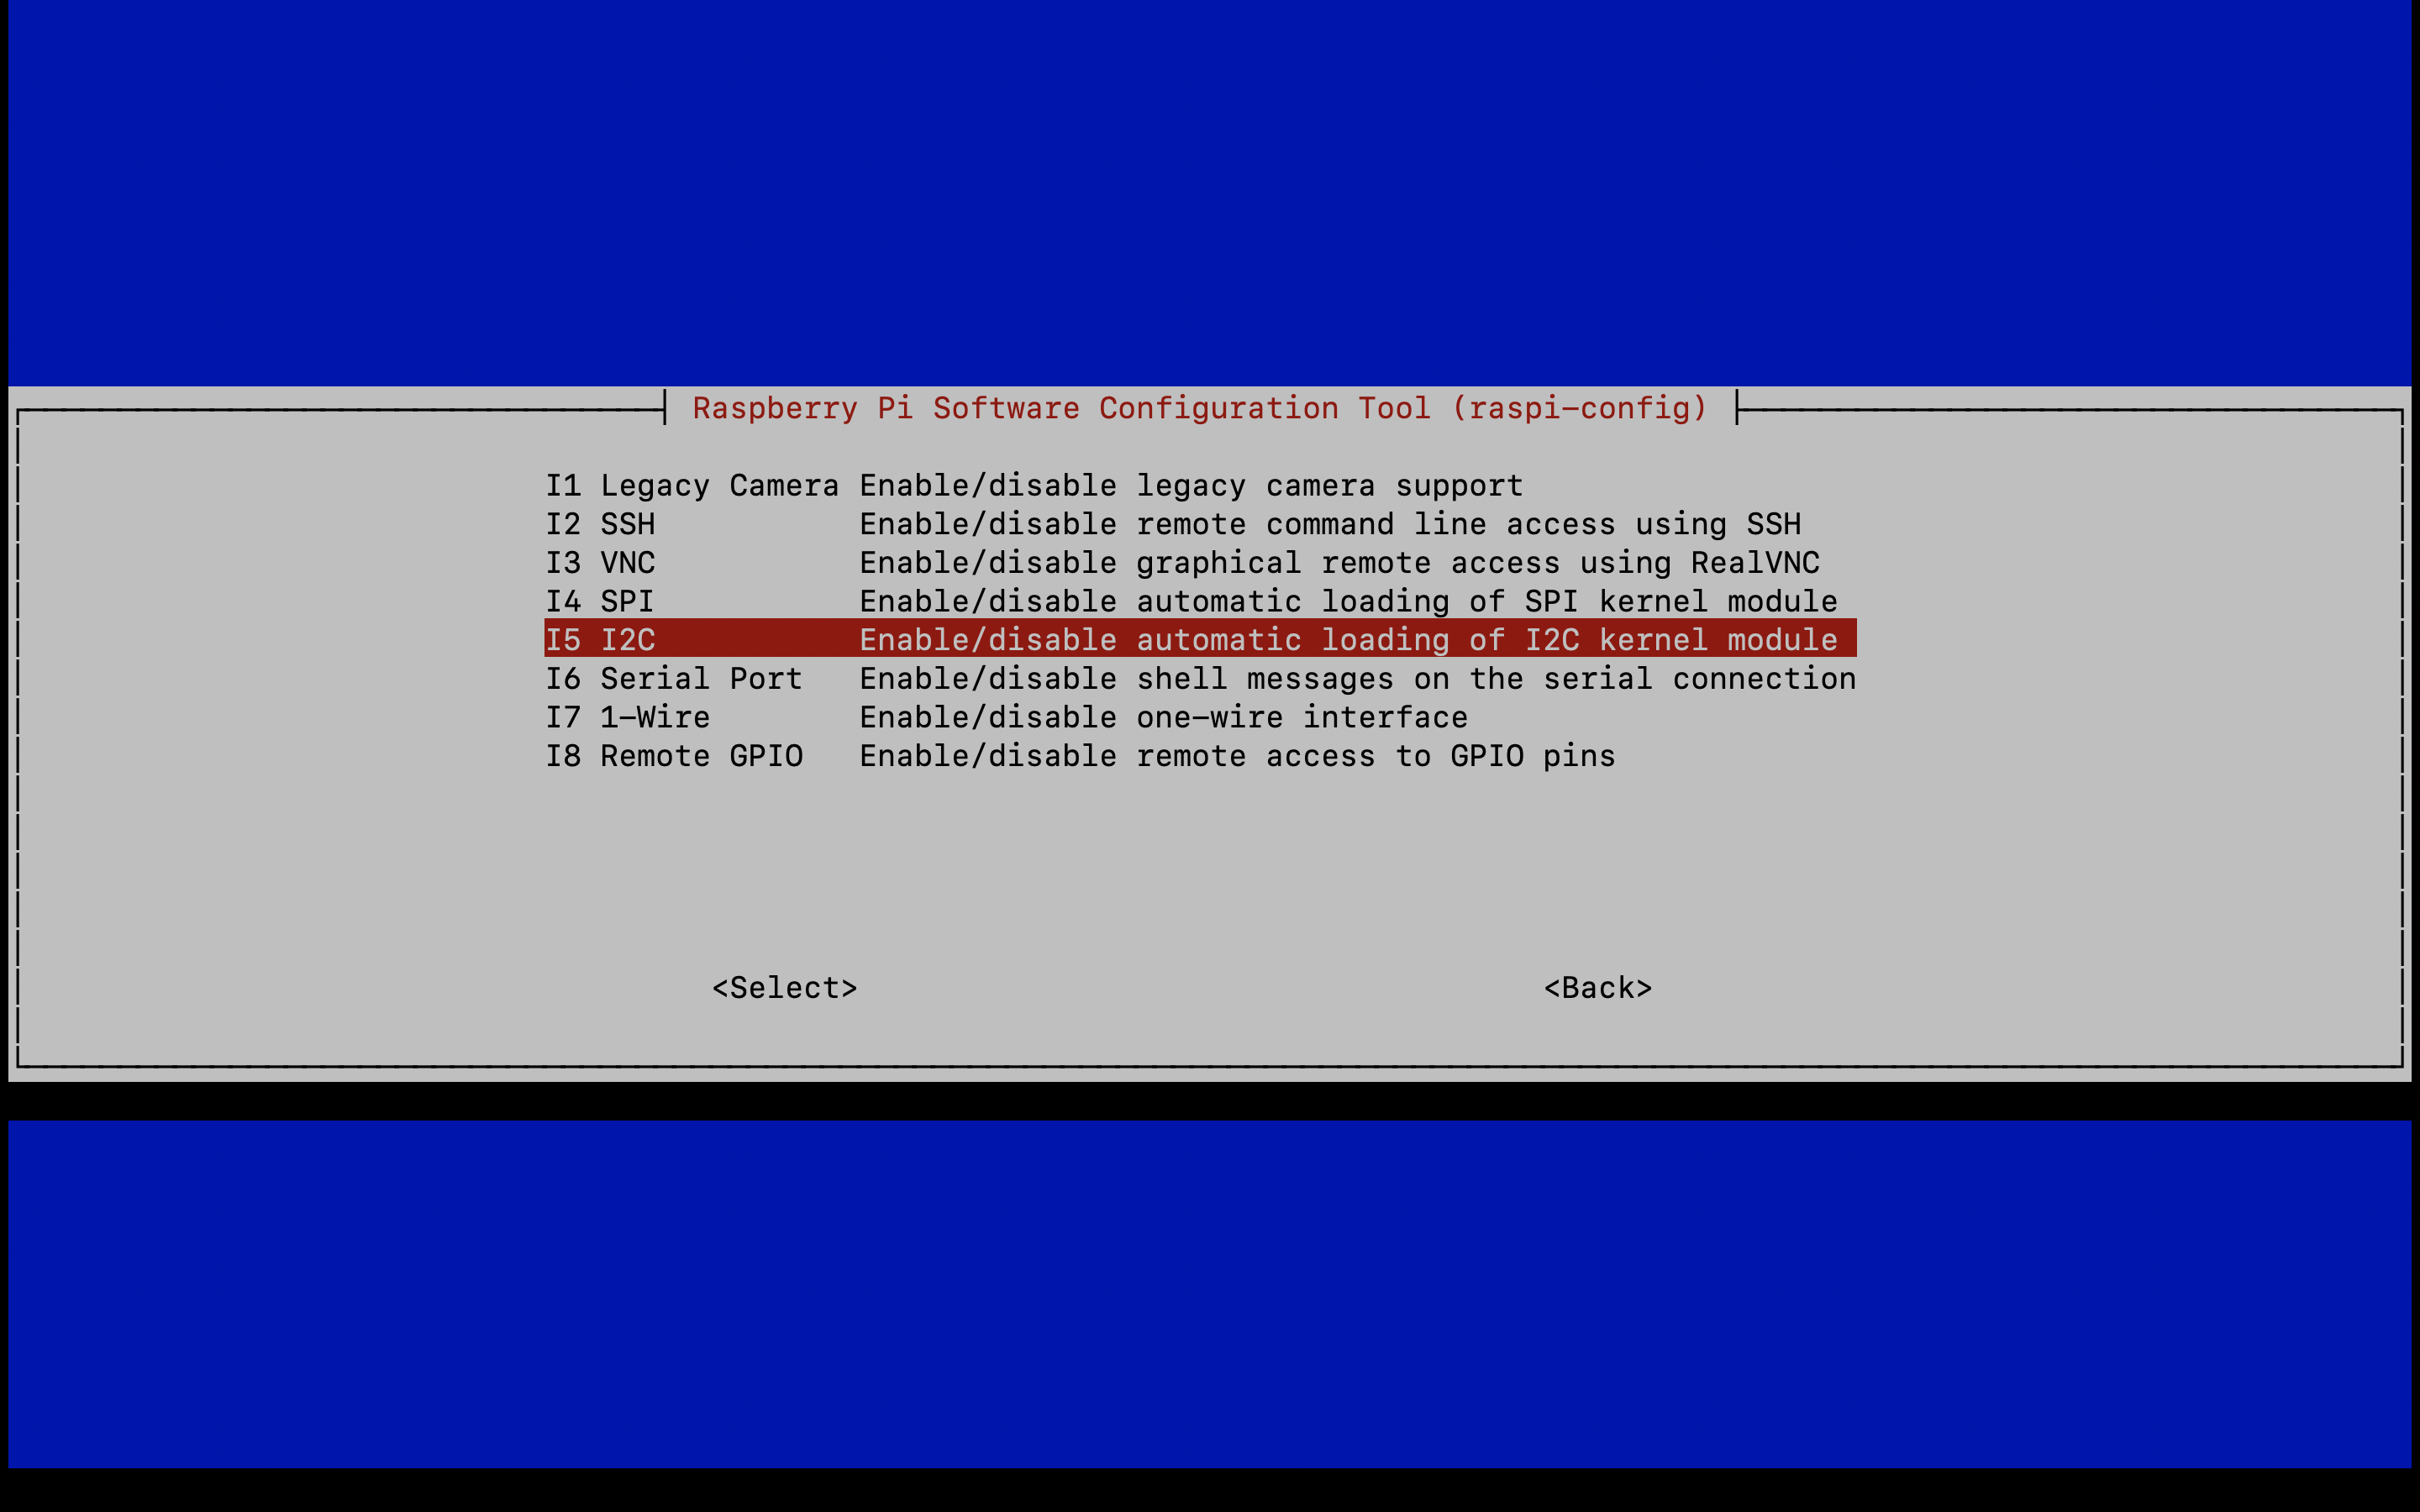 Raspberry Pi Software Configuration Tool (raspi-config)
I1 Legacy Camera Enable/disable legacy camera support
I2 SSH Enable/disable remote command line access using SSH
I3 VNC Enable/disable graphical remote access using RealVNC
I4 SPI Enable/disable automatic loading of SPI kernel module
I5 I2C Enable/disable automatic loading of I2C kernel module
I6 Serial Port Enable/disable shell messages on the serial connection
I7 1-Wire Enable/disable one-wire interface
I8 Remote GPIO Enable/disable remote access to GPIO pins
<Select> <Back>